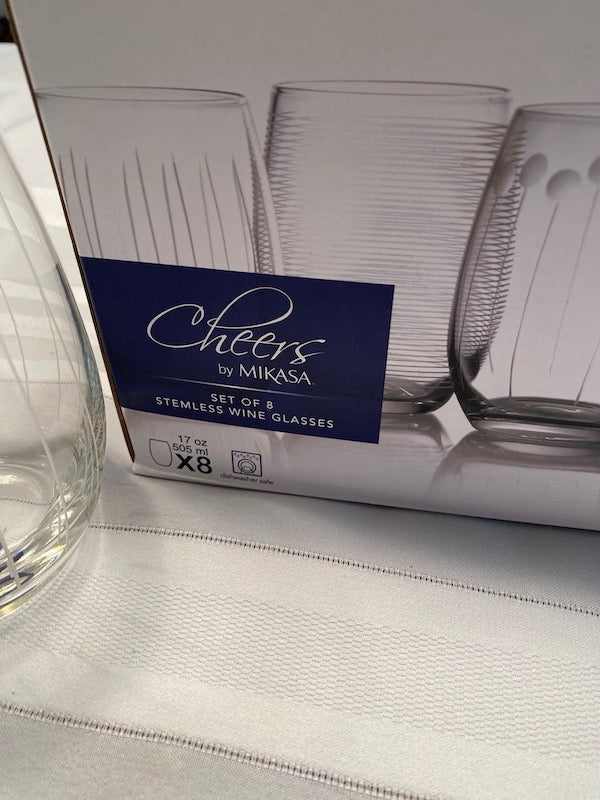 Cheers
by MIKASA
SET OF 8
STEMLESS WINE GLASSES
17 oz
505 ml
X8
dishwasher safe